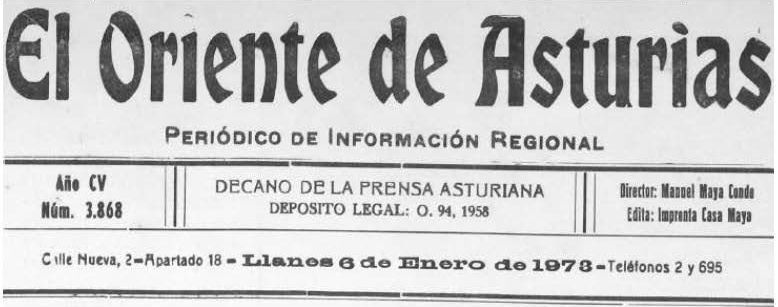 El Oriente de Asturias
PERIÓDICO DE INFORMACIÓN REGIONAL
Año CV
Núm. 3.868
DECANO DE LA PRENSA ASTURIANA
DEPOSITO LEGAL: O. 94, 1958
Director: Manuel Maya Conde
Edita: Imprenta Casa Maya
Calle Nueva, 2-Apartado 18 - Llanes 6 de Enero de 1973 - Teléfonos 2 y 695